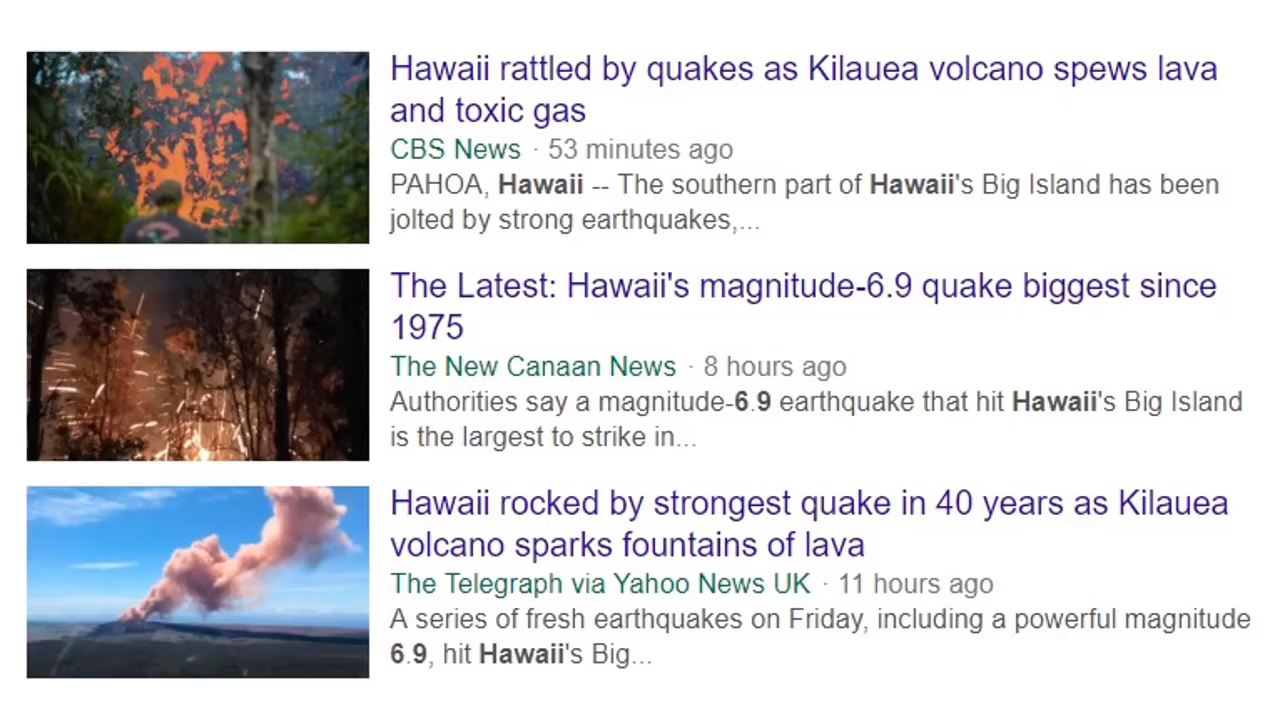 Hawaii rattled by quakes as Kilauea volcano spews lava
and toxic gas
CBS News · 53 minutes ago
PAHOA, Hawaii -- The southern part of Hawaii's Big Island has been
jolted by strong earthquakes,...
The Latest: Hawaii's magnitude-6.9 quake biggest since
1975
The New Canaan News · 8 hours ago
Authorities say a magnitude-6.9 earthquake that hit Hawaii's Big Island
is the largest to strike in...
Hawaii rocked by strongest quake in 40 years as Kilauea
volcano sparks fountains of lava
The Telegraph via Yahoo News UK · 11 hours ago
A series of fresh earthquakes on Friday, including a powerful magnitude
6.9, hit Hawaii's Big...